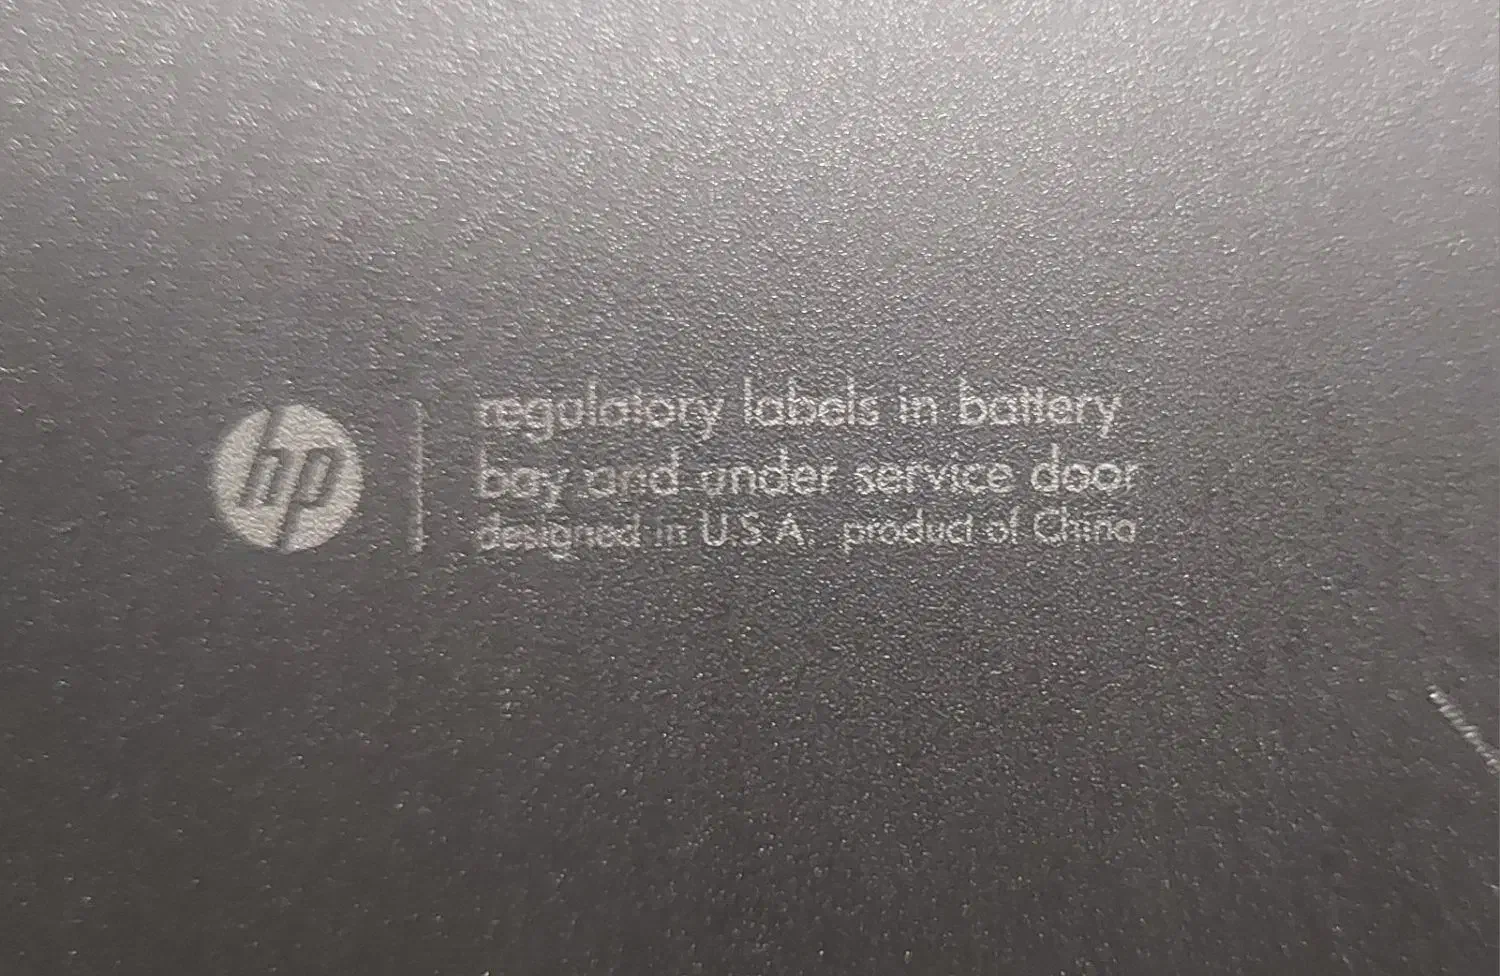 hp
regulatory labels in battery
bay and under service door
designed in U.S.A. product of China